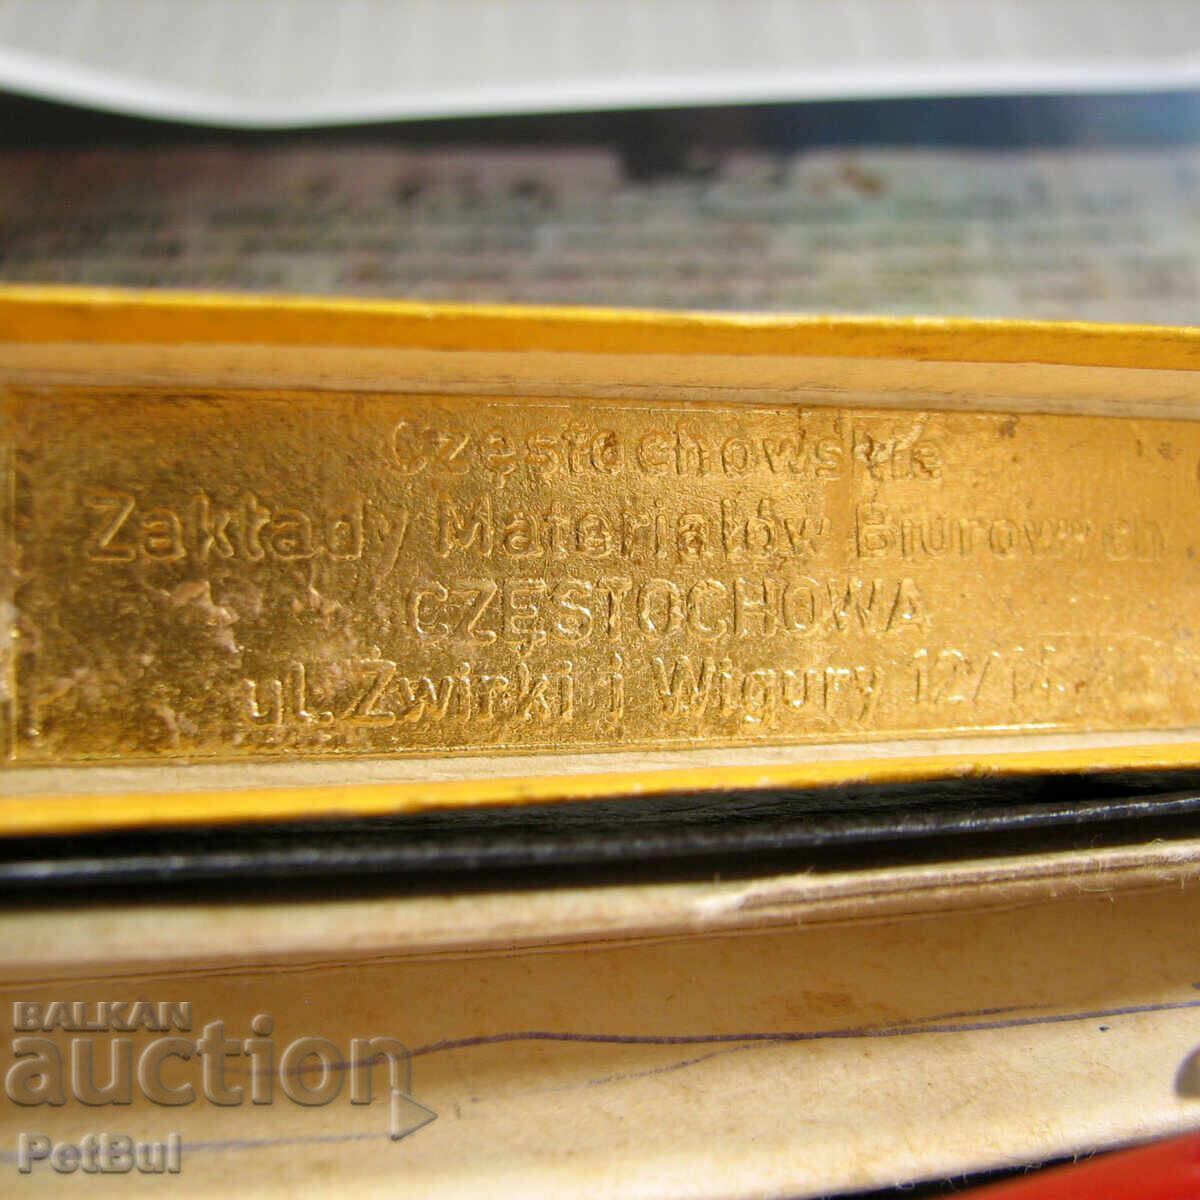 Częstochowskie
Zakłady Materiałów Biurowych
CZĘSTOCHOWA
ul. Żwirki i Wigury 12/14
BALKAN
auction
PetBul